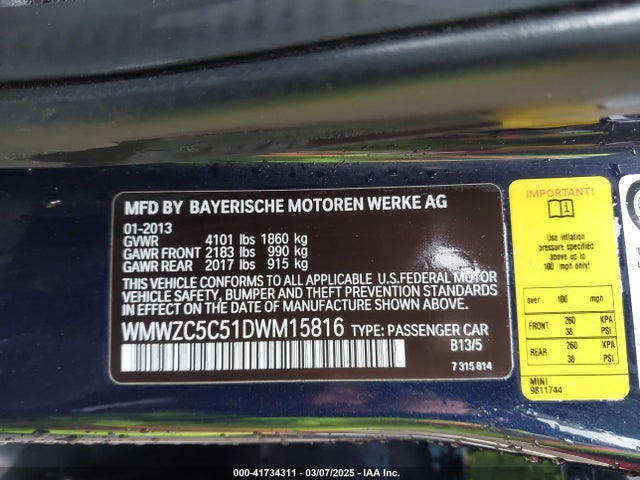 MFD BY BAYERISCHE MOTOREN WERKE AG
01-2013
GVWR 4101 lbs 1860 kg
GAWR FRONT 2183 lbs 990 kg
GAWR REAR 2017 lbs 915 kg
THIS VEHICLE CONFORMS TO ALL APPLICABLE U.S.FEDERAL MOTOR
VEHICLE SAFETY, BUMPER AND THEFT PREVENTION STANDARDS
IN EFFECT ON THE DATE OF MANUFACTURE SHOWN ABOVE.
WMWZC5C51DWM15816 TYPE: PASSENGER CAR
B13/5
7 315 814
IMPORTANT!
Use inflation
pressure specified
for speeds up to
100 mph only!
over 100 mph
FRONT 260 KPA
38 PSI
REAR 260 KPA
38 PSI
MINI
9811744
000-41734311 — 03/07/2025 — IAA Inc.